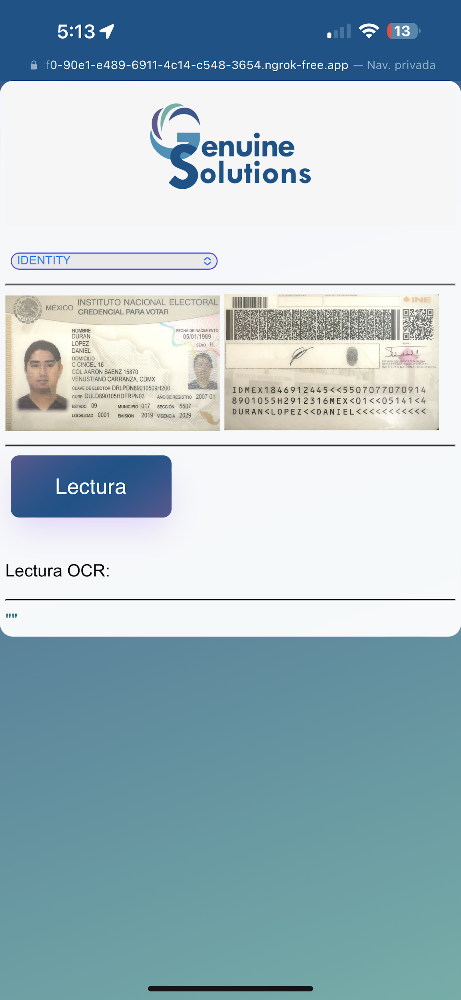 5:13
13
f0-90e1-e489-6911-4c14-c548-3654.ngrok-free.app — Nav. privada
Genuine
Solutions
IDENTITY
ESTADOS UNIDOS MEXICANOS
MÉXICO
INSTITUTO NACIONAL ELECTORAL
CREDENCIAL PARA VOTAR
NOMBRE
DURAN
LOPEZ
DANIEL
FECHA DE NACIMIENTO
05/01/1989
SEXO H
DOMICILIO
C CINCEL 16
COL AARON SAENZ 15870
VENUSTIANO CARRANZA, CDMX
CLAVE DE ELECTOR DRLPDN89010509H200
CURP DULD890105HDFRPN03 AÑO DE REGISTRO 2007 01
ESTADO 09 MUNICIPIO 017 SECCIÓN 5507
LOCALIDAD 0001 EMISIÓN 2019 VIGENCIA 2029
ELECCIONES FEDERALES
LOCALES Y EXTRAORDINARIAS
INE
EDMUNDO JACOBO MOLINA
SECRETARIO EJECUTIVO DEL
INSTITUTO NACIONAL ELECTORAL
IDMEX1846912445<<5507077070914
8901055H2912316MEX<01<<05141<4
DURAN<LOPEZ<<DANIEL<<<<<<<<<<<
Lectura
Lectura OCR:
""